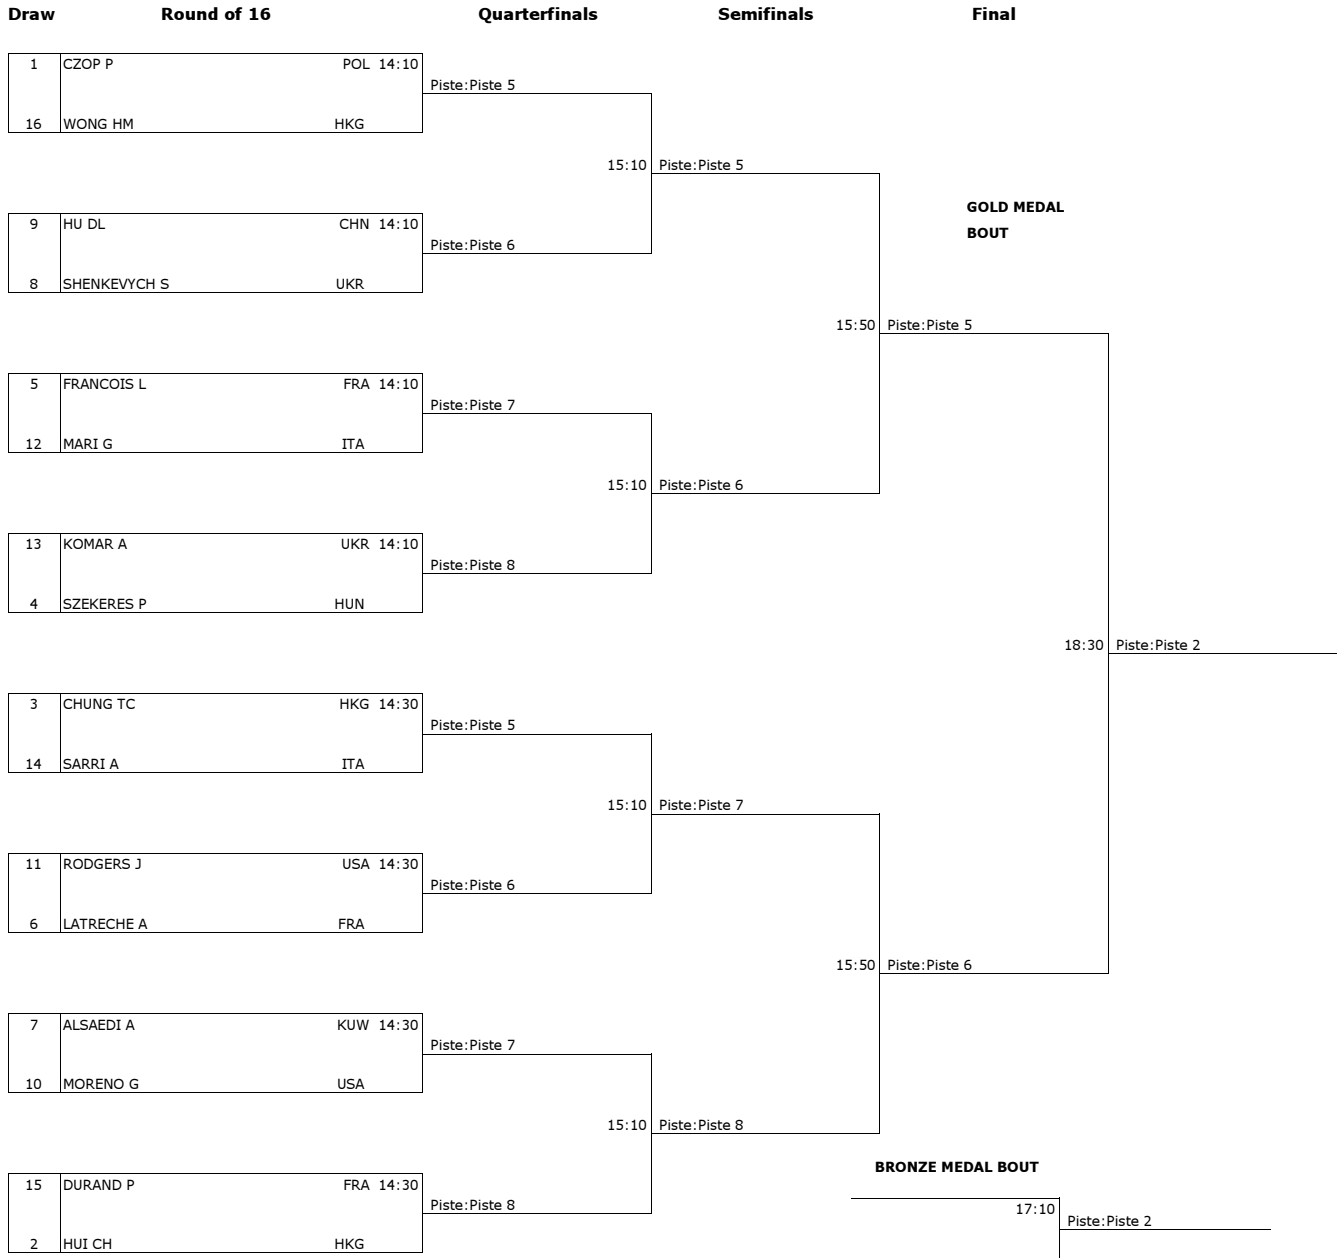 Draw Round of 16 Quarterfinals Semifinals Final
1 CZOP P POL 14:10
Piste:Piste 5
16 WONG HM HKG
15:10 Piste:Piste 5
GOLD MEDAL
BOUT
9 HU DL CHN 14:10
Piste:Piste 6
8 SHENKEVYCH S UKR
15:50 Piste:Piste 5
5 FRANCOIS L FRA 14:10
Piste:Piste 7
12 MARI G ITA
15:10 Piste:Piste 6
13 KOMAR A UKR 14:10
Piste:Piste 8
4 SZEKERES P HUN
18:30 Piste:Piste 2
3 CHUNG TC HKG 14:30
Piste:Piste 5
14 SARRI A ITA
15:10 Piste:Piste 7
11 RODGERS J USA 14:30
Piste:Piste 6
6 LATRECHE A FRA
15:50 Piste:Piste 6
7 ALSAEDI A KUW 14:30
Piste:Piste 7
10 MORENO G USA
15:10 Piste:Piste 8
BRONZE MEDAL BOUT
15 DURAND P FRA 14:30
Piste:Piste 8
17:10 Piste:Piste 2
2 HUI CH HKG